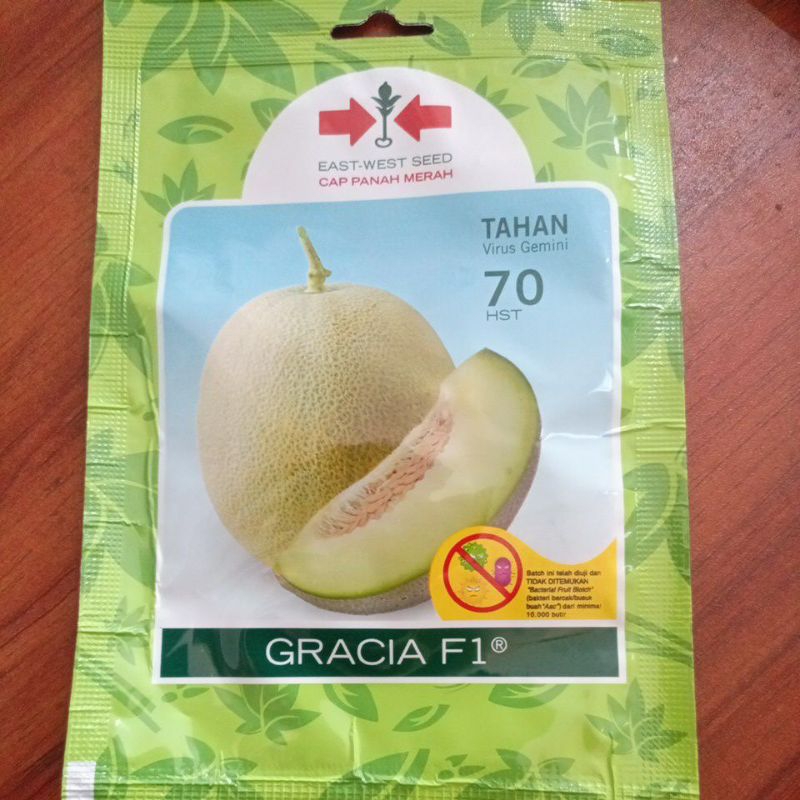 EAST-WEST SEED
CAP PANAH MERAH
TAHAN
Virus Gemini
70
HST
Batch ini telah diuji dan
TIDAK DITEMUKAN
"Bacterial Fruit Blotch"
(bakteri bercak/busuk
buah"Aac") dari minimal
10.000 butir
GRACIA F1®